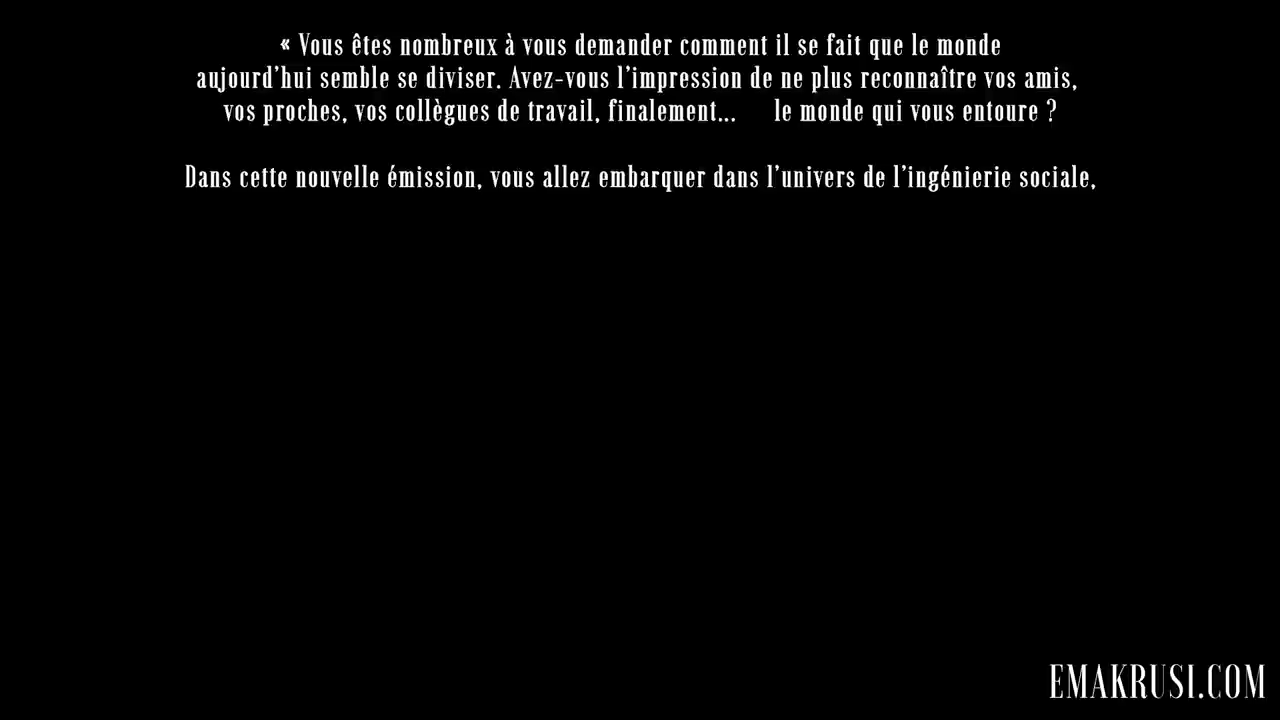 « Vous êtes nombreux à vous demander comment il se fait que le monde
aujourd’hui semble se diviser. Avez-vous l’impression de ne plus reconnaître vos amis,
vos proches, vos collègues de travail, finalement... le monde qui vous entoure ?
Dans cette nouvelle émission, vous allez embarquer dans l’univers de l’ingénierie sociale,
EMAKRUSI.COM